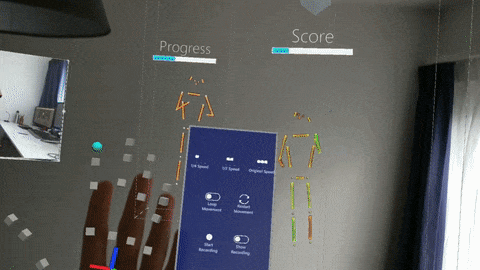 Progress
Score
1/4 Speed
1/2 Speed
Original Speed
Loop
Movement
Restart
Movement
Start
Recording
Show
Recording